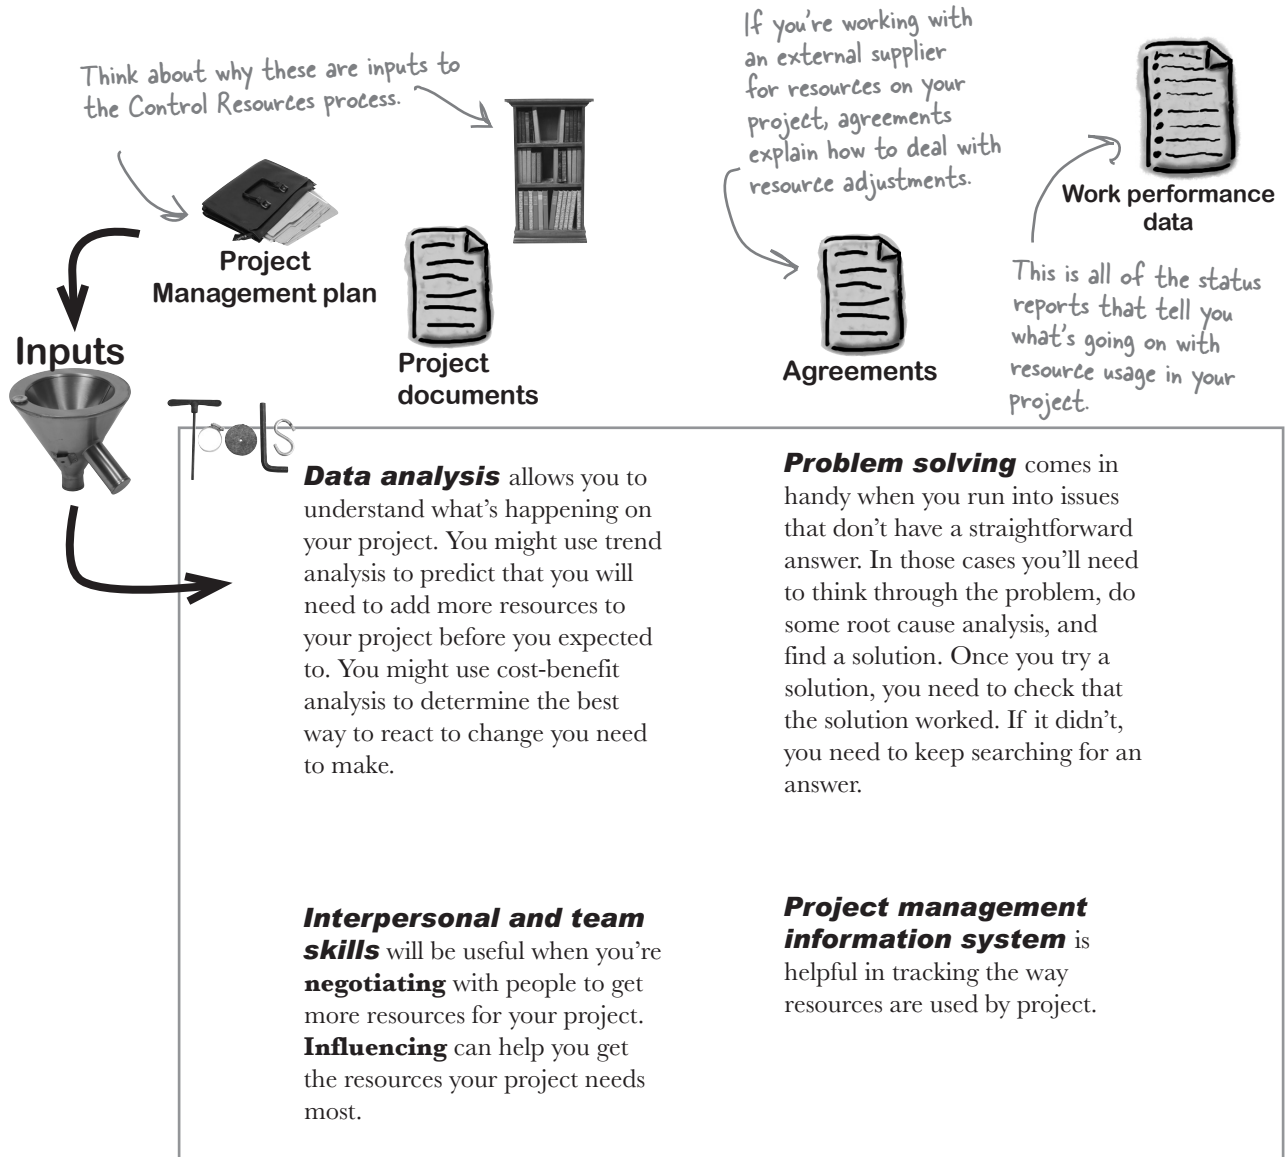 Think about why these are inputs to
the Control Resources process.
If you're working with
an external supplier
for resources on your
project, agreements
explain how to deal with
resource adjustments.
Work performance
data
Project
Management plan
This is all of the status
reports that tell you
what's going on with
resource usage in your
project.
Inputs
Project
documents
Agreements
Tools
Data analysis allows you to
understand what's happening on
your project. You might use trend
analysis to predict that you will
need to add more resources to
your project before you expected
to. You might use cost-benefit
analysis to determine the best
way to react to change you need
to make.
Problem solving comes in
handy when you run into issues
that don't have a straightforward
answer. In those cases you'll need
to think through the problem, do
some root cause analysis, and
find a solution. Once you try a
solution, you need to check that
the solution worked. If it didn't,
you need to keep searching for an
answer.
Interpersonal and team
skills will be useful when you're
negotiating with people to get
more resources for your project.
Influencing can help you get
the resources your project needs
most.
Project management
information system is
helpful in tracking the way
resources are used by project.